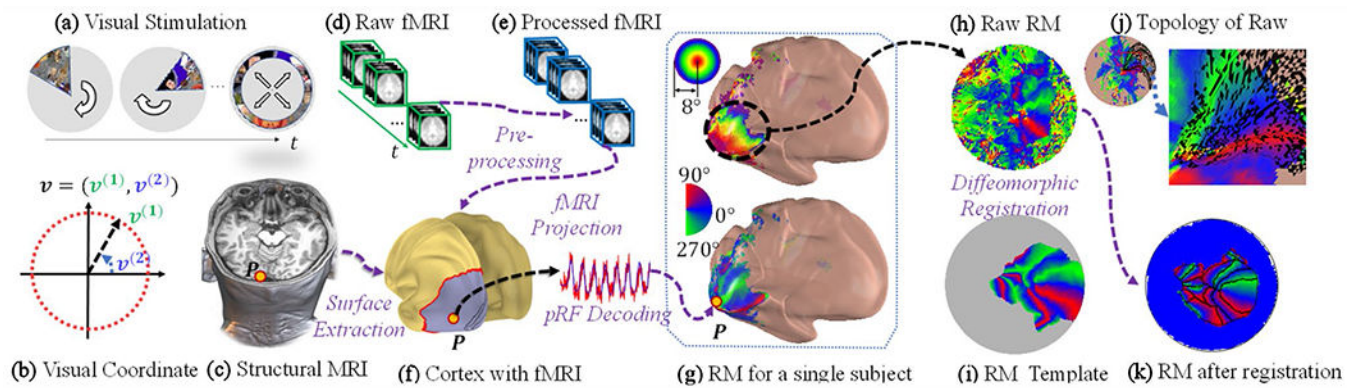 (a) Visual Stimulation
(d) Raw fMRI
(e) Processed fMRI
(h) Raw RM
(j) Topology of Raw
8°
...
t
...
t
...
Pre-
processing
v = (v(1), v(2))
v(1)
v(2)
P
fMRI
Projection
90°
0°
270°
Diffeomorphic
Registration
Surface
Extraction
P
pRF Decoding
P
(b) Visual Coordinate
(c) Structural MRI
(f) Cortex with fMRI
(g) RM for a single subject
(i) RM Template
(k) RM after registration